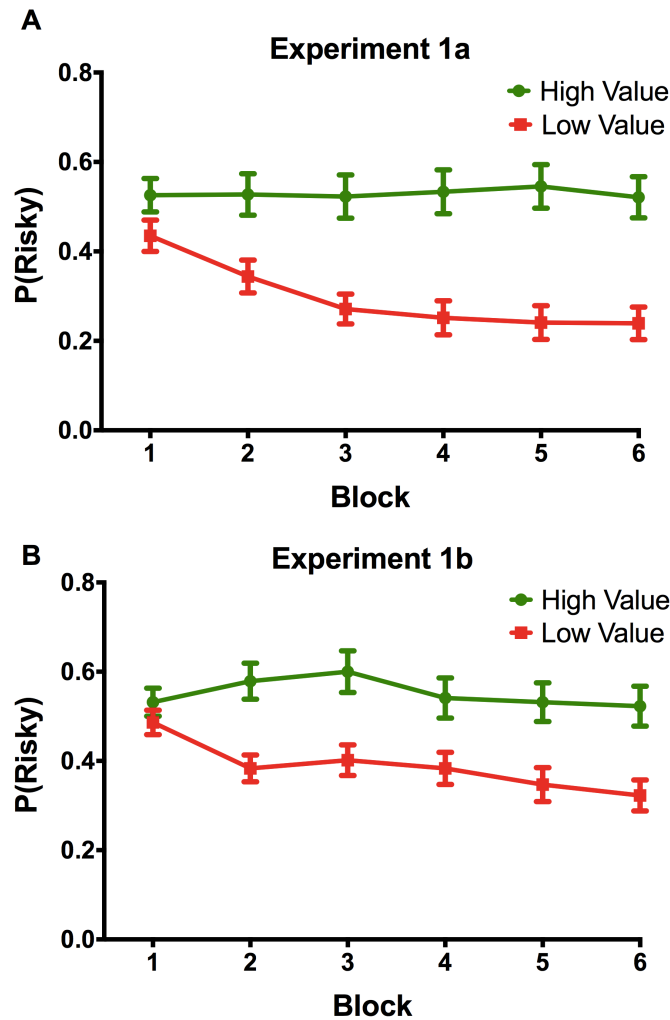 A
Experiment 1a
0.8
High Value
Low Value
0.6
0.4
0.2
0.0
P(Risky)
1 2 3 4 5 6
Block
B
Experiment 1b
0.8
High Value
Low Value
0.6
0.4
0.2
0.0
P(Risky)
1 2 3 4 5 6
Block